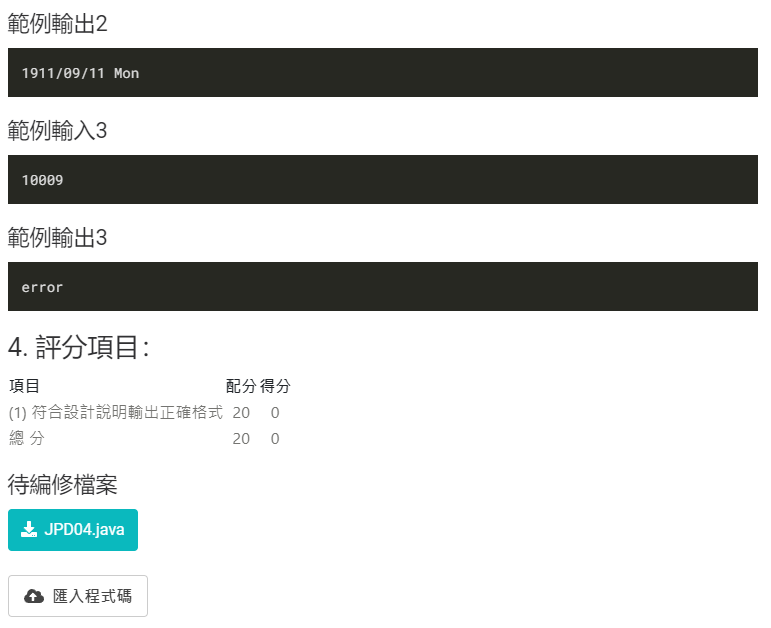 範例輸出2
1911/09/11 Mon
範例輸入3
10009
範例輸出3
error
4. 評分項目：
項目 配分 得分
(1) 符合設計說明輸出正確格式 20 0
總 分 20 0
待編修檔案
JPD04.java
匯入程式碼